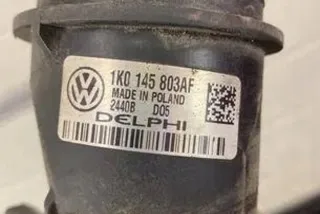 1K0 145 803AF
MADE IN POLAND
2440B D05
DELPHI